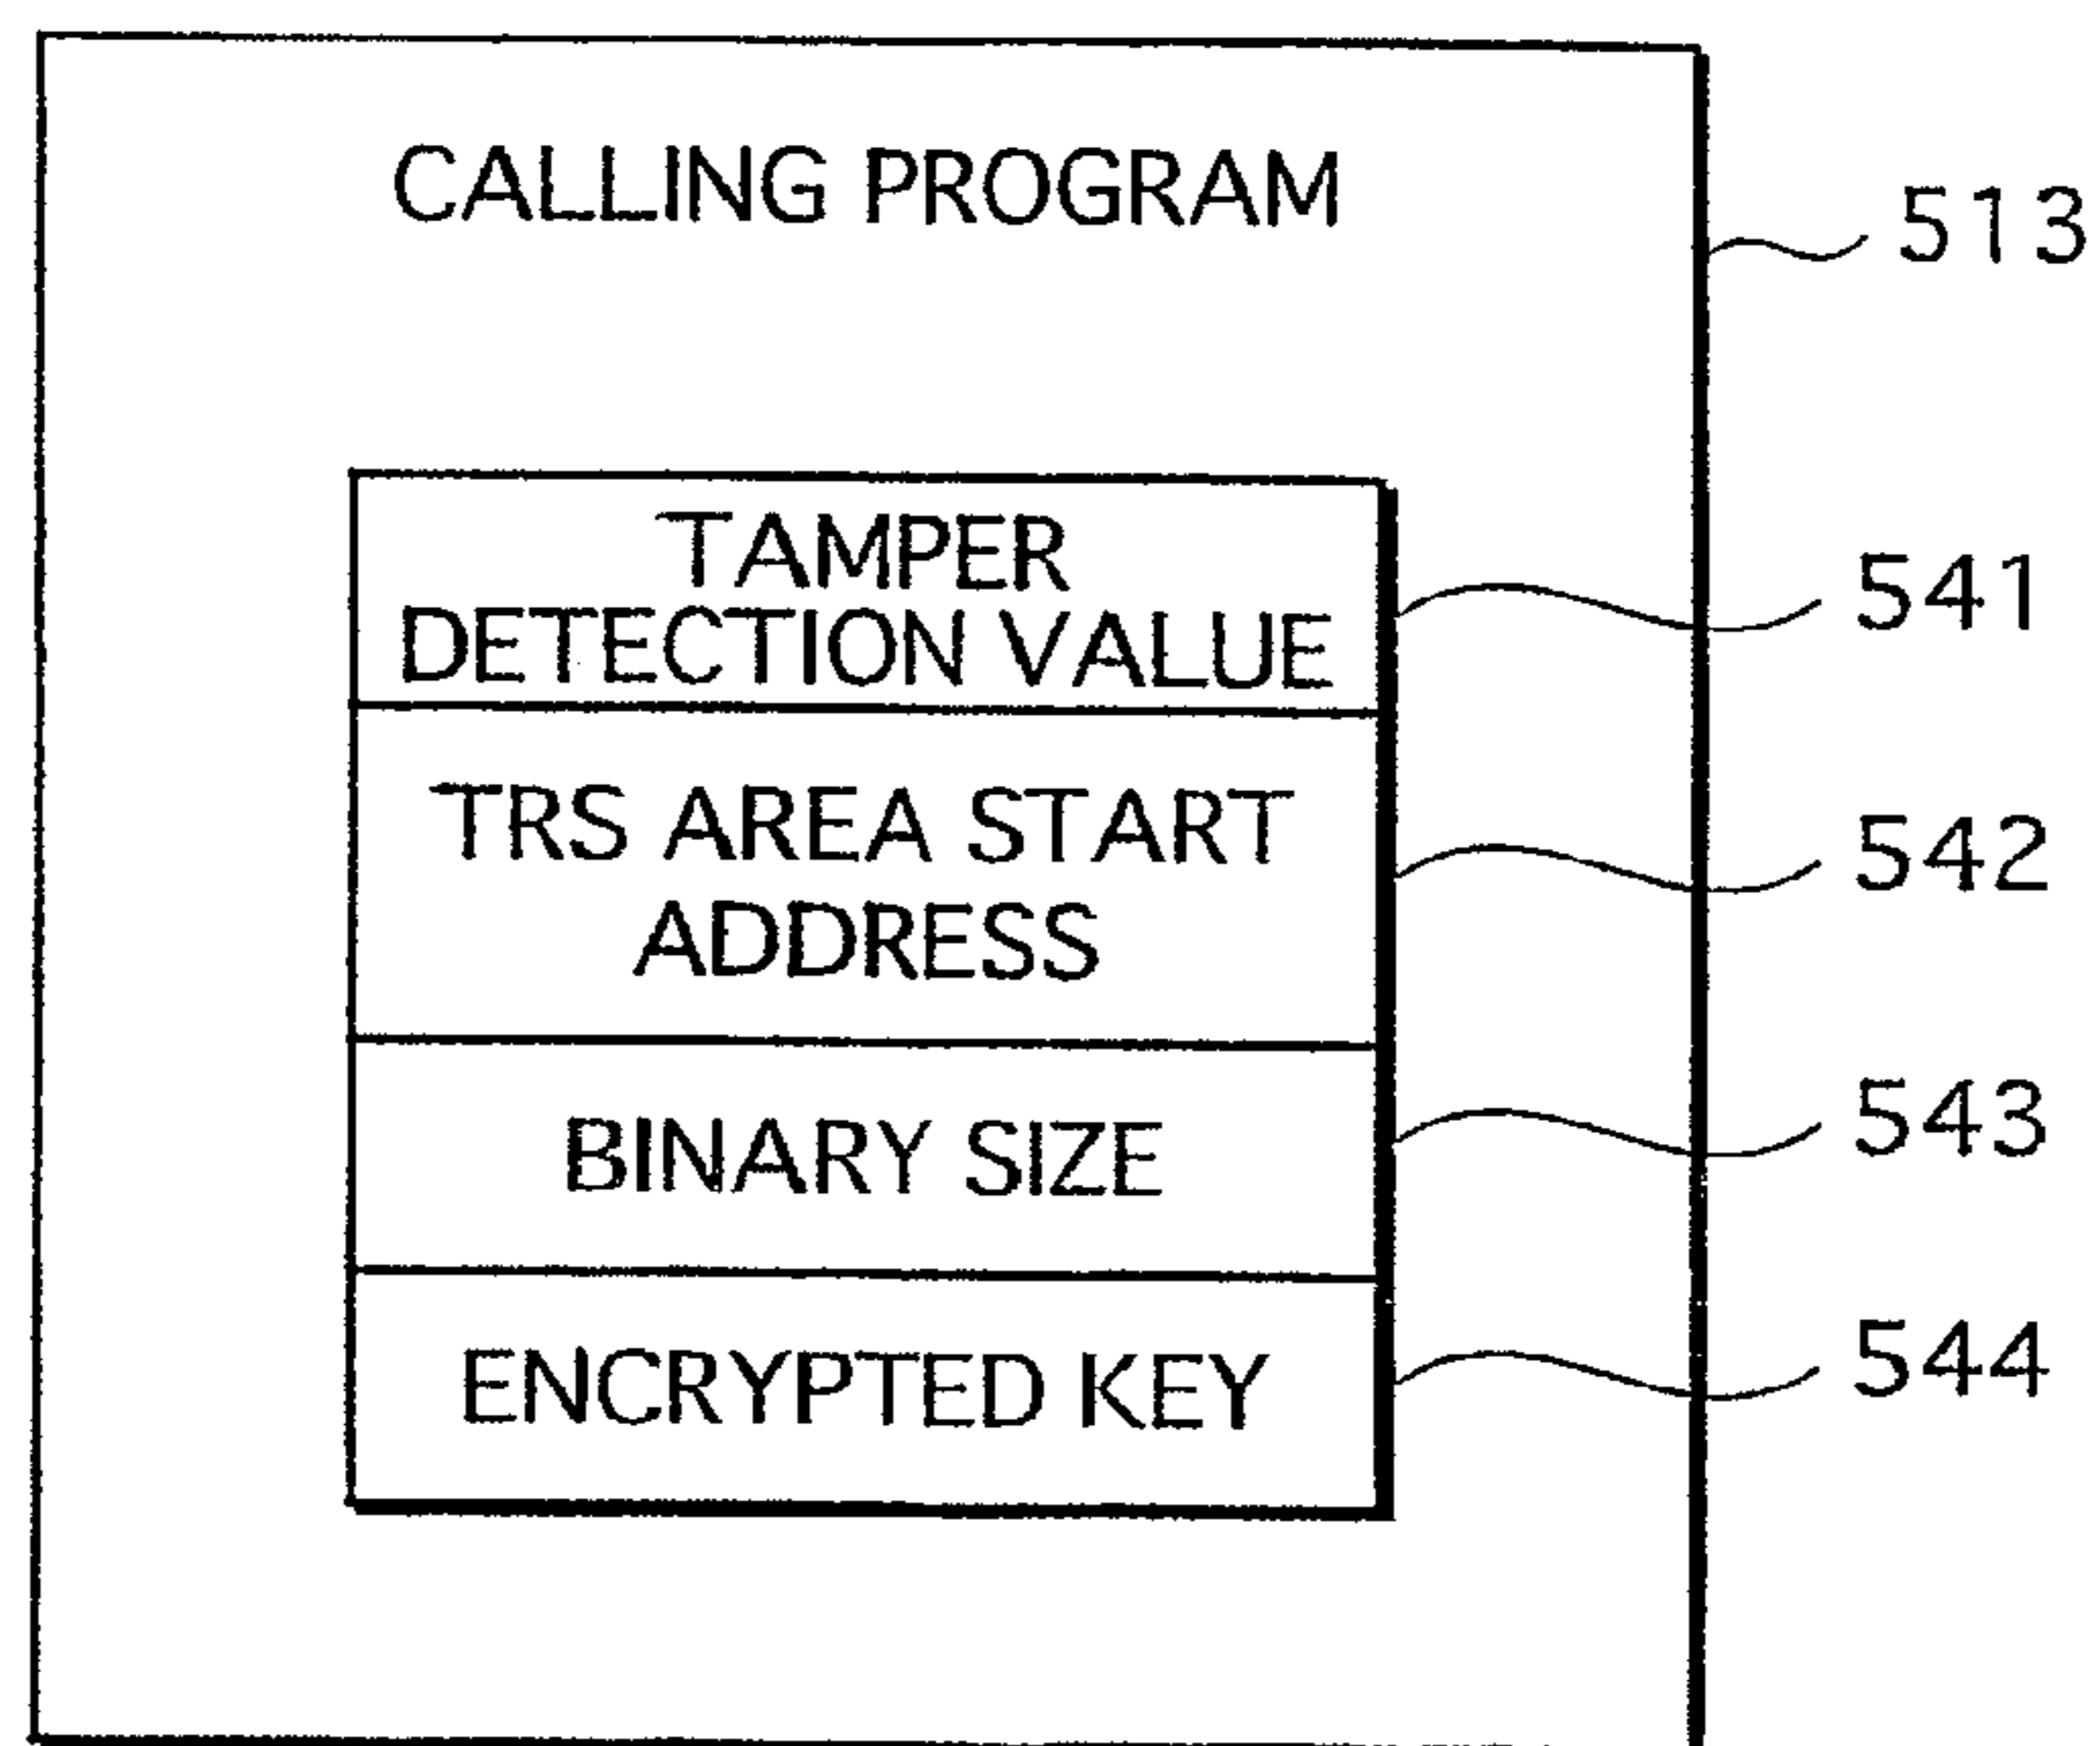 CALLING PROGRAM
513
TAMPER
DETECTION VALUE
541
TRS AREA START
ADDRESS
542
BINARY SIZE
543
ENCRYPTED KEY
544